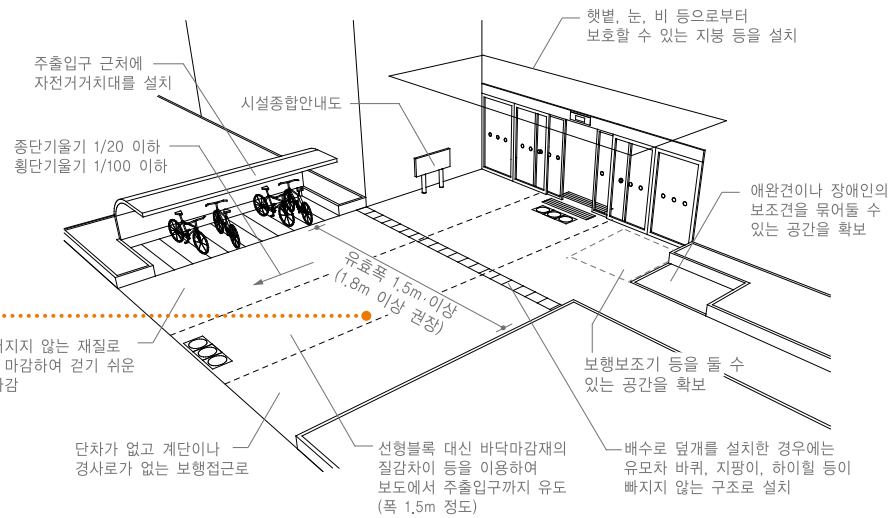 햇볕, 눈, 비 등으로부터
보호할 수 있는 지붕 등을 설치
주출입구 근처에
자전거거치대를 설치
시설종합안내도
종단기울기 1/20 이하
횡단기울기 1/100 이하
애완견이나 장애인의
보조견을 묶어둘 수
있는 공간을 확보
유효폭 1.5m 이상
(1.8m 이상 권장)
않는 재질로
마감하여 걷기 쉬운
보행보조기 등을 둘 수
있는 공간을 확보
단차가 없고 계단이나
경사로가 없는 보행접근로
선형블록 대신 바닥마감재의
질감차이 등을 이용하여
보도에서 주출입구까지 유도
(폭 1.5m 정도)
배수로 덮개를 설치한 경우에는
유모차 바퀴, 지팡이, 하이힐 등이
빠지지 않는 구조로 설치